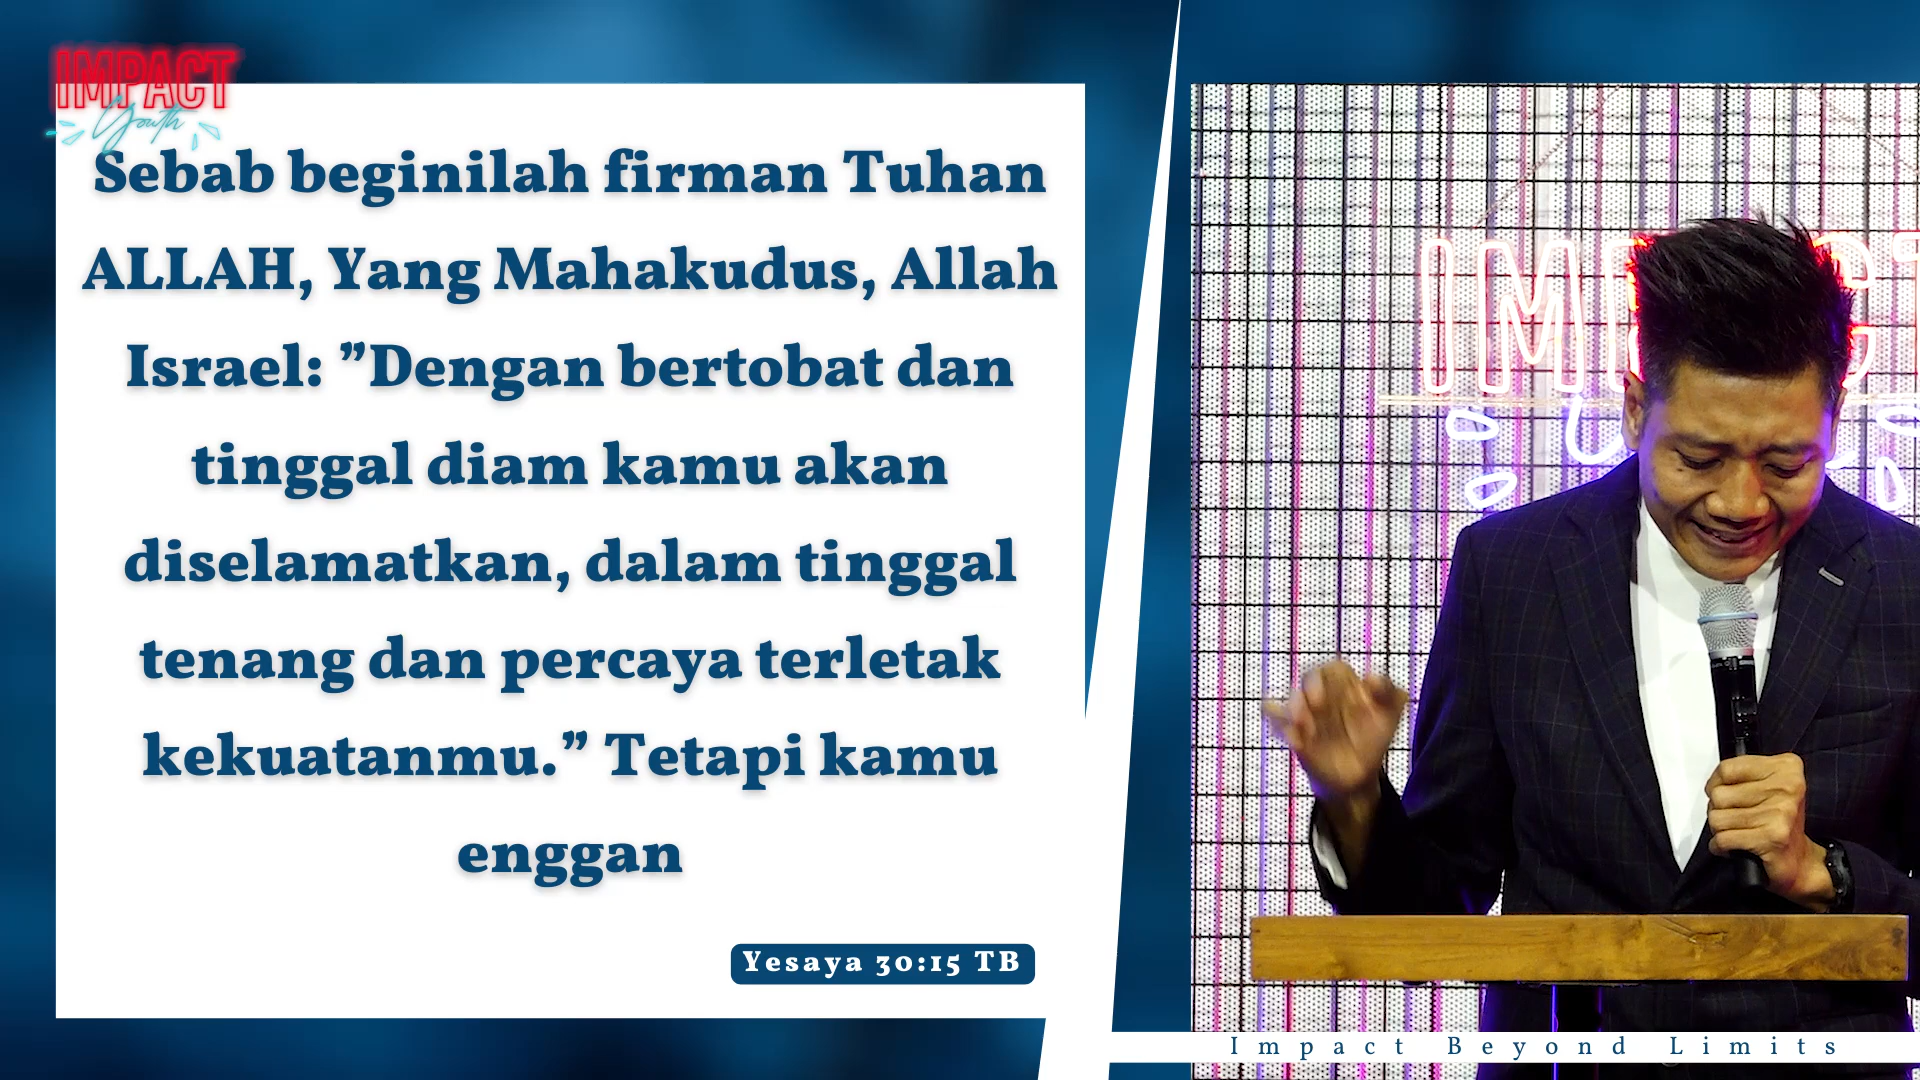 IMPACT
Youth
Sebab beginilah firman Tuhan
ALLAH, Yang Mahakudus, Allah
Israel: ”Dengan bertobat dan
tinggal diam kamu akan
diselamatkan, dalam tinggal
tenang dan percaya terletak
kekuatanmu.” Tetapi kamu
enggan
Yesaya 30:15 TB
Impact Beyond Limits